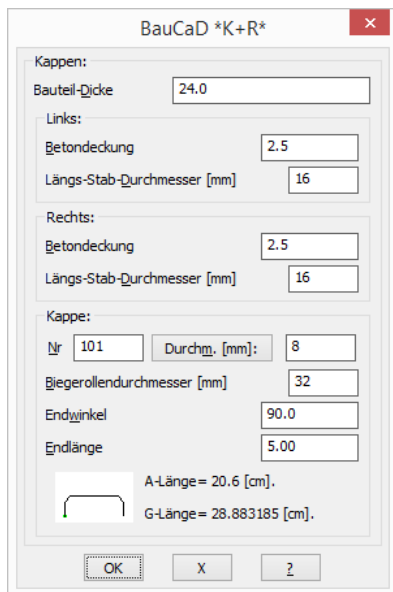 BauCaD *K+R*
Kappen:
Bauteil-Dicke 24.0
Links:
Betondeckung 2.5
Längs-Stab-Durchmesser [mm] 16
Rechts:
Betondeckung 2.5
Längs-Stab-Durchmesser [mm] 16
Kappe:
Nr 101 Durchm. [mm]: 8
Biegerollendurchmesser [mm] 32
Endwinkel 90.0
Endlänge 5.00
A-Länge= 20.6 [cm].
G-Länge= 28.883185 [cm].
OK X ?